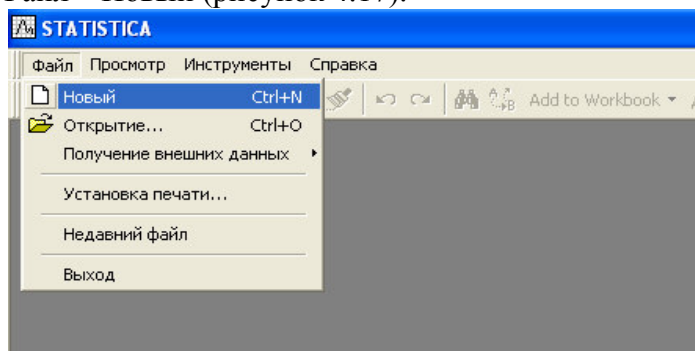 Файл – Новый (рисунок 4.17).
STATISTICA
Файл Просмотр Инструменты Справка
Новый Ctrl+N
Add to Workbook
Открытие... Ctrl+O
Получение внешних данных
Установка печати...
Недавний файл
Выход